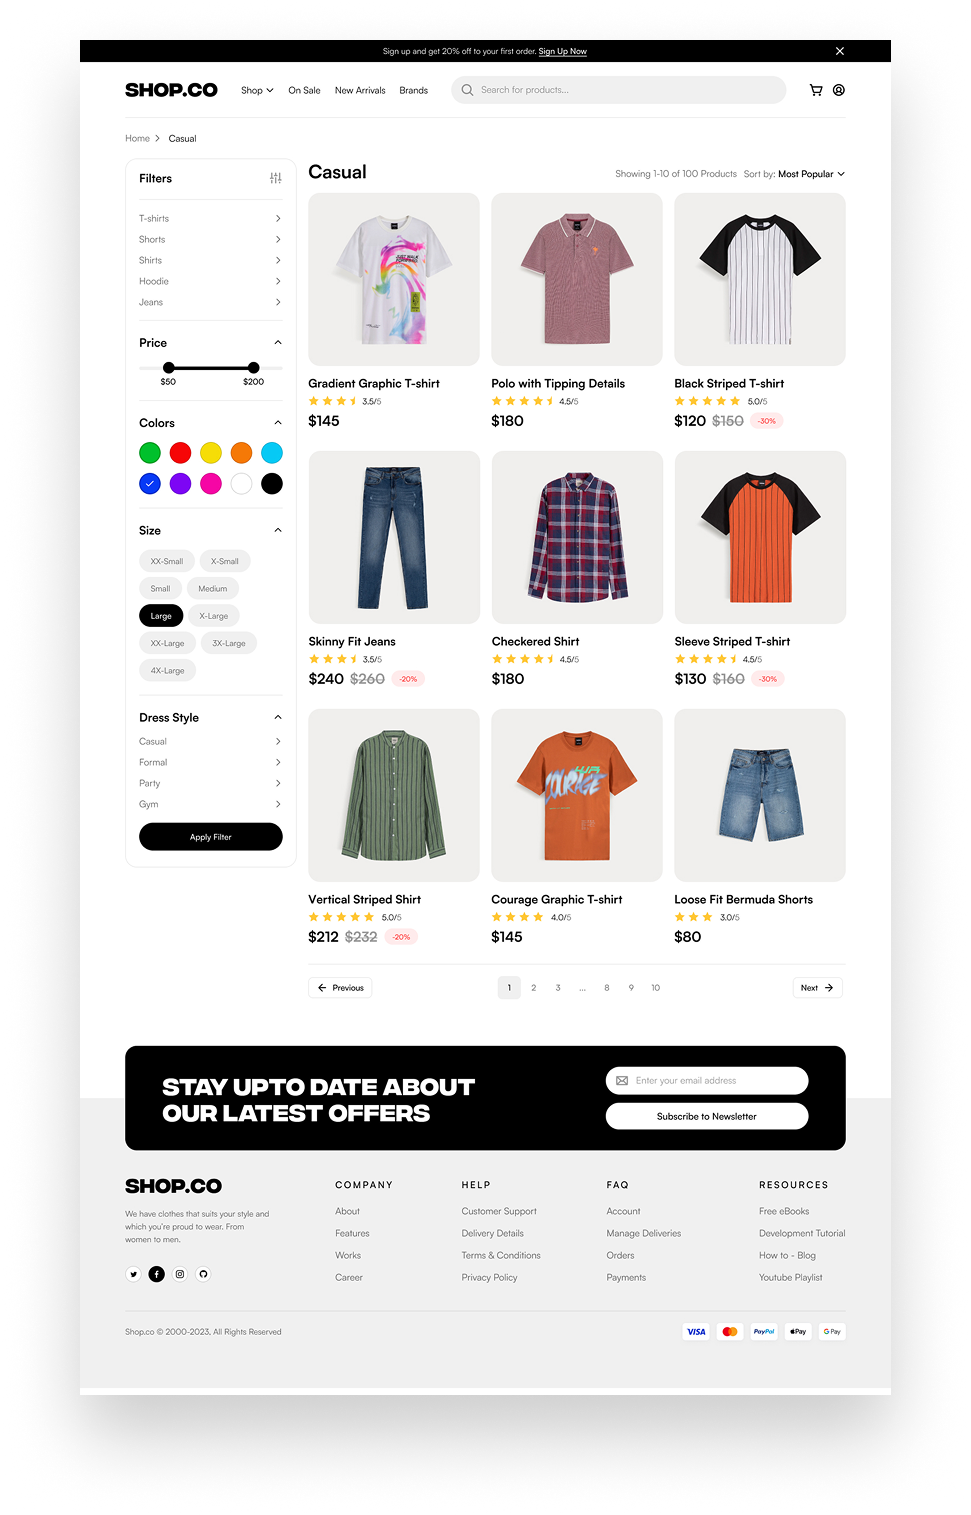 Sign up and get 20% off to your first order. Sign Up Now
SHOP.CO
Shop
On Sale
New Arrivals
Brands
Search for products...
Home
Casual
Filters
T-shirts
Shorts
Shirts
Hoodie
Jeans
Price
$50
$200
Colors
Size
XX-Small
X-Small
Small
Medium
Large
X-Large
XX-Large
3X-Large
4X-Large
Dress Style
Casual
Formal
Party
Gym
Apply Filter
Casual
Showing 1-10 of 100 Products
Sort by: Most Popular
JUST WALK
Gradient Graphic T-shirt
3.5/5
$145
Polo with Tipping Details
4.5/5
$180
Black Striped T-shirt
5.0/5
$120 $150 -30%
Skinny Fit Jeans
3.5/5
$240 $260 -20%
Checkered Shirt
4.5/5
$180
Sleeve Striped T-shirt
4.5/5
$130 $160 -30%
Vertical Striped Shirt
5.0/5
$212 $232 -20%
COURAGE
Courage Graphic T-shirt
4.0/5
$145
Loose Fit Bermuda Shorts
3.0/5
$80
Previous
1 2 3 ... 8 9 10
Next
STAY UPTO DATE ABOUT
OUR LATEST OFFERS
Enter your email address
Subscribe to Newsletter
SHOP.CO
We have clothes that suits your style and
which you're proud to wear. From
women to men.
COMPANY
About
Features
Works
Career
HELP
Customer Support
Delivery Details
Terms & Conditions
Privacy Policy
FAQ
Account
Manage Deliveries
Orders
Payments
RESOURCES
Free eBooks
Development Tutorial
How to - Blog
Youtube Playlist
Shop.co © 2000-2023, All Rights Reserved
VISA
PayPal
Pay
G Pay